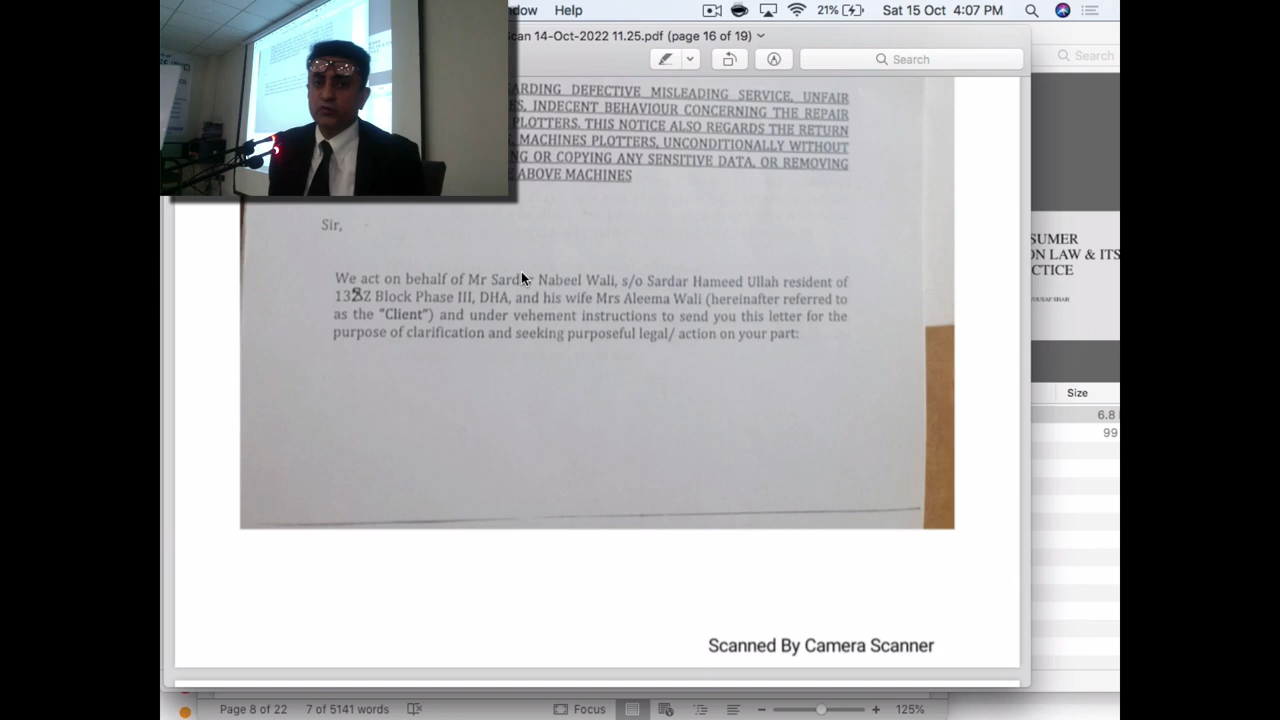 ndow Help 21% Sat 15 Oct 4:07 PM
can 14-Oct-2022 11.25.pdf (page 16 of 19)
Search
Search
ARDING DEFECTIVE MISLEADING SERVICE, UNFAIR
ES, INDECENT BEHAVIOUR CONCERNING THE REPAIR
PLOTTERS. THIS NOTICE ALSO REGARDS THE RETURN
MACHINES PLOTTERS, UNCONDITIONALLY WITHOUT
NG OR COPYING ANY SENSITIVE DATA, OR REMOVING
E ABOVE MACHINES
Sir,
We act on behalf of Mr Sardar Nabeel Wali, s/o Sardar Hameed Ullah resident of
138Z Block Phase III, DHA, and his wife Mrs Aleema Wali (hereinafter referred to
as the "Client") and under vehement instructions to send you this letter for the
purpose of clarification and seeking purposeful legal/ action on your part:
SUMER
ON LAW & ITS
CTICE
YOUSAF SHAH
Size
6.8
99
Scanned By Camera Scanner
Page 8 of 22 7 of 5141 words Focus 125%